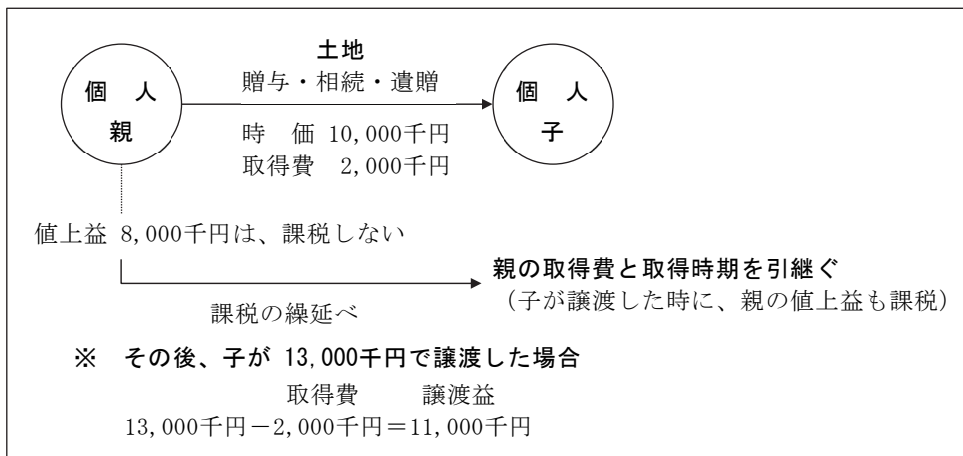 土地
贈与・相続・遺贈
個　人
親
個　人
子
時　価 10,000千円
取得費　2,000千円
値上益 8,000千円は、課税しない
親の取得費と取得時期を引継ぐ
（子が譲渡した時に、親の値上益も課税）
課税の繰延べ
※　その後、子が 13,000千円で譲渡した場合
取得費　　譲渡益
13,000千円－2,000千円＝11,000千円